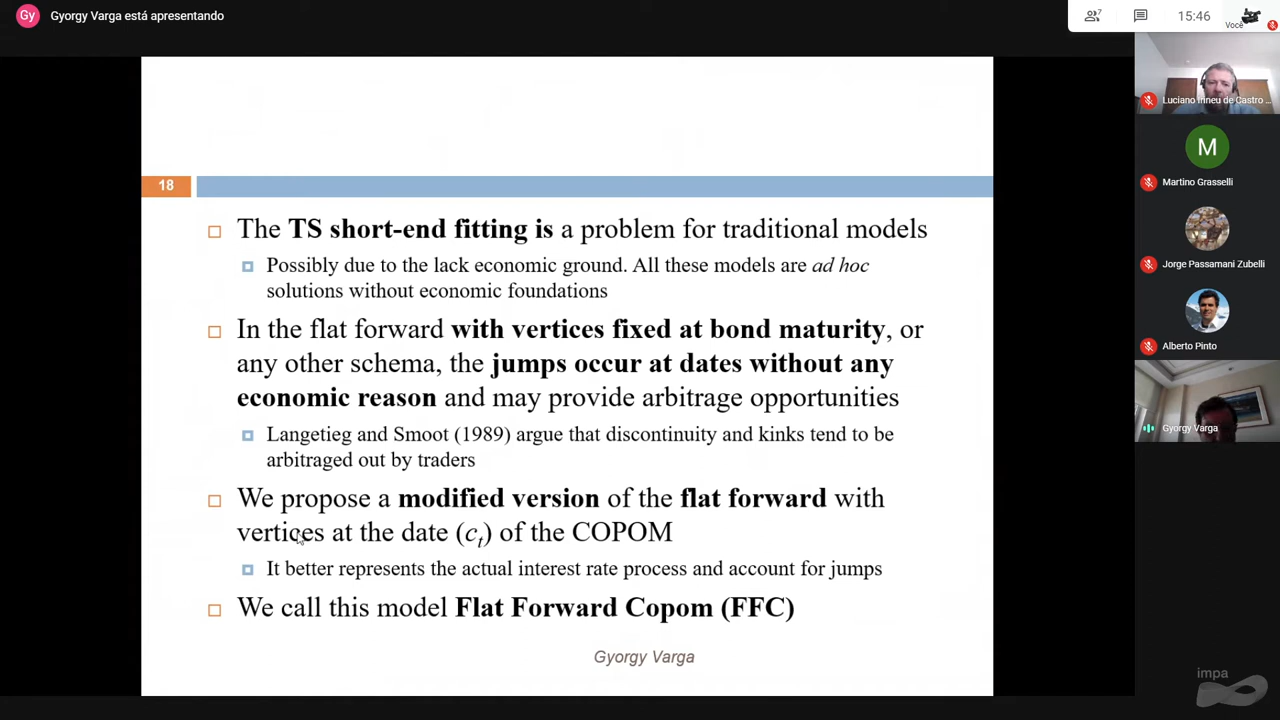 Gy
Gyorgy Varga está apresentando
7
15:46
Você
18
The TS short-end fitting is a problem for traditional models
Possibly due to the lack economic ground. All these models are ad hoc
solutions without economic foundations
In the flat forward with vertices fixed at bond maturity, or
any other schema, the jumps occur at dates without any
economic reason and may provide arbitrage opportunities
Langetieg and Smoot (1989) argue that discontinuity and kinks tend to be
arbitraged out by traders
We propose a modified version of the flat forward with
vertices at the date (ct) of the COPOM
It better represents the actual interest rate process and account for jumps
We call this model Flat Forward Copom (FFC)
Gyorgy Varga
Luciano Irineu de Castro ...
M
Martino Grasselli
Jorge Passamani Zubelli
Alberto Pinto
Gyorgy Varga
impa